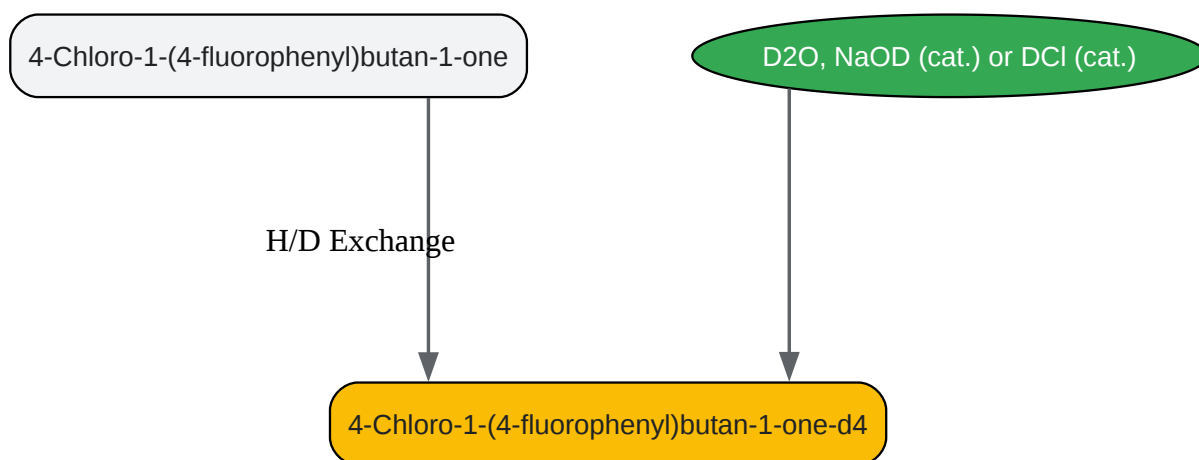 4-Chloro-1-(4-fluorophenyl)butan-1-one
D2O, NaOD (cat.) or DCl (cat.)
H/D Exchange
4-Chloro-1-(4-fluorophenyl)butan-1-one-d4